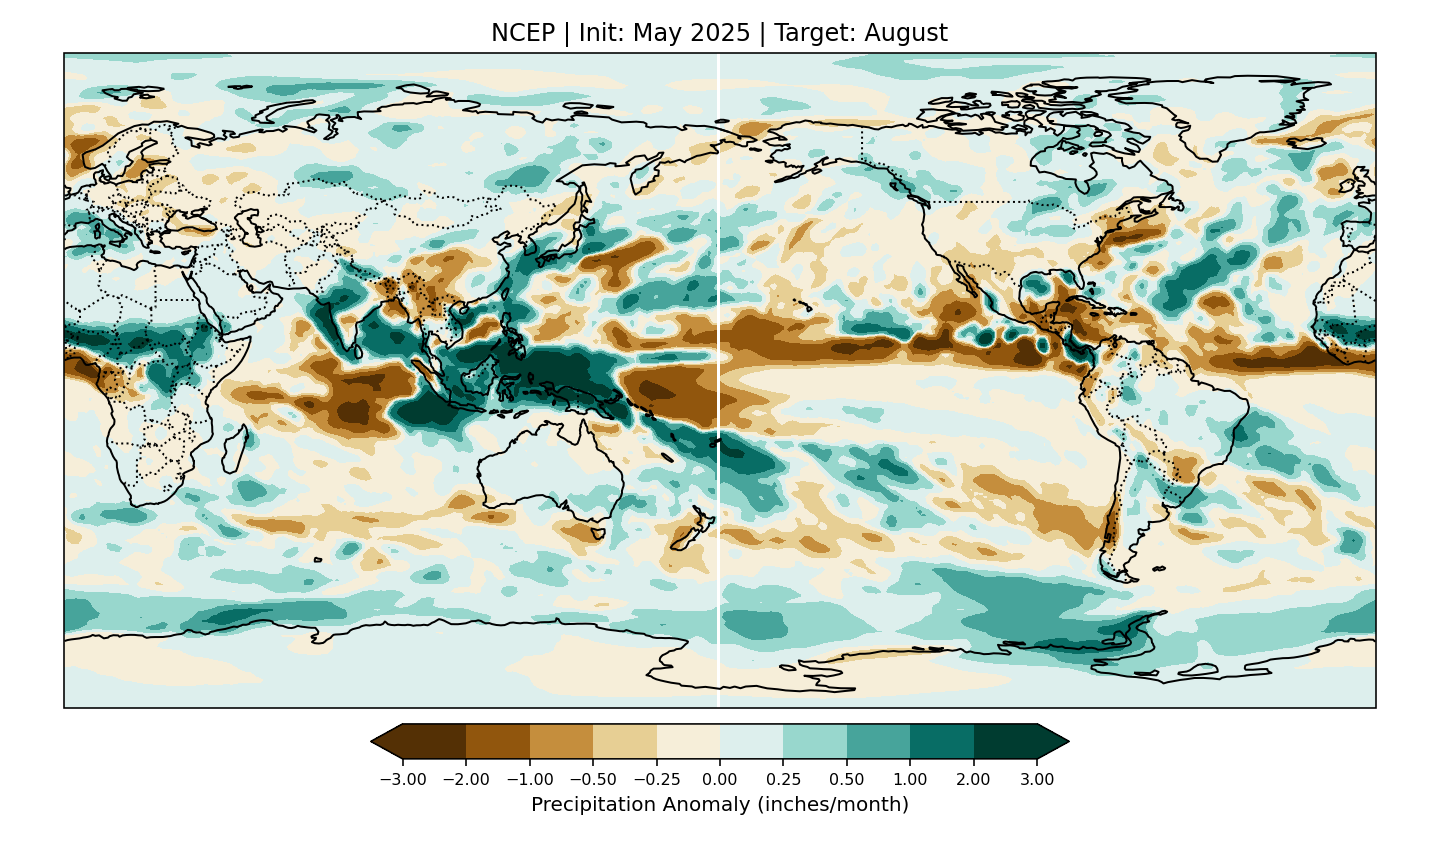 NCEP | Init: May 2025 | Target: August
−3.00 −2.00 −1.00 −0.50 −0.25 0.00 0.25 0.50 1.00 2.00 3.00
Precipitation Anomaly (inches/month)